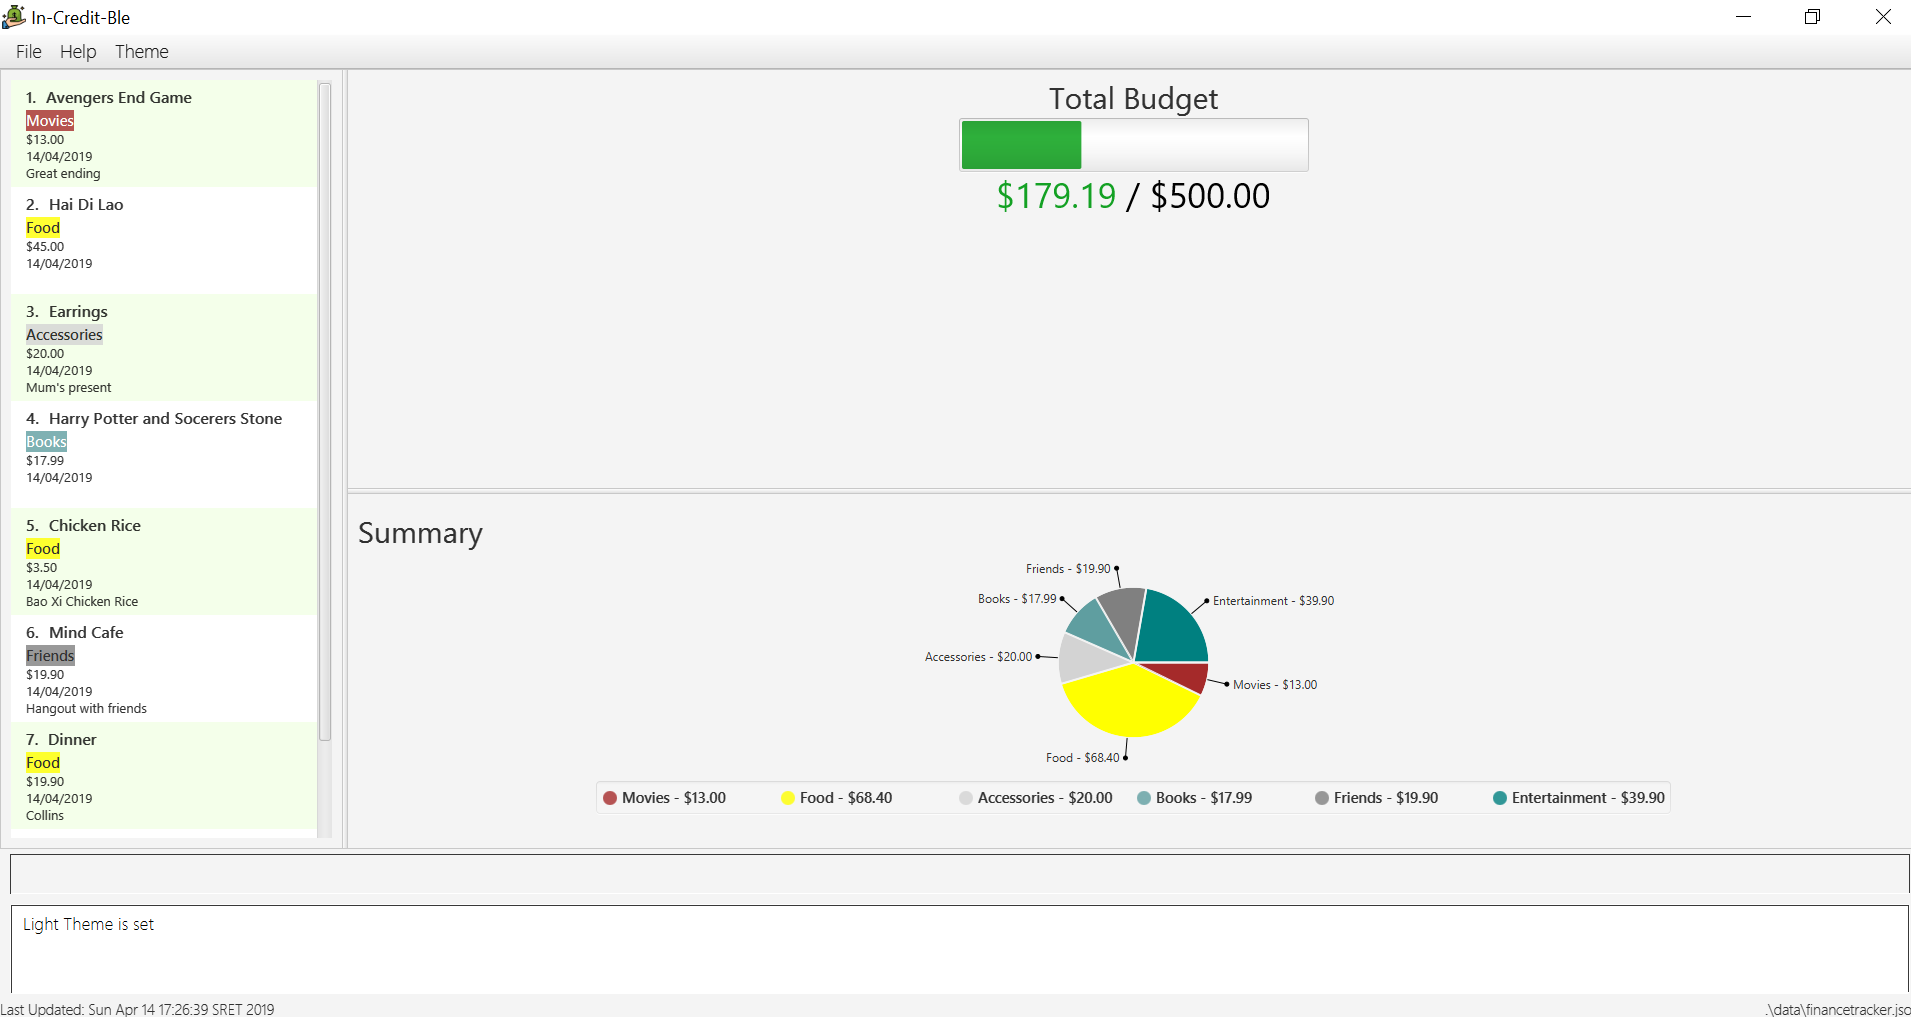 In-Credit-Ble
File Help Theme
1. Avengers End Game
Movies
$13.00
14/04/2019
Great ending
2. Hai Di Lao
Food
$45.00
14/04/2019
3. Earrings
Accessories
$20.00
14/04/2019
Mum's present
4. Harry Potter and Socerers Stone
Books
$17.99
14/04/2019
5. Chicken Rice
Food
$3.50
14/04/2019
Bao Xi Chicken Rice
6. Mind Cafe
Friends
$19.90
14/04/2019
Hangout with friends
7. Dinner
Food
$19.90
14/04/2019
Collins
Total Budget
$179.19 / $500.00
Summary
Friends - $19.90
Books - $17.99
Entertainment - $39.90
Accessories - $20.00
Movies - $13.00
Food - $68.40
Movies - $13.00 Food - $68.40 Accessories - $20.00 Books - $17.99 Friends - $19.90 Entertainment - $39.90
Light Theme is set
Last Updated: Sun Apr 14 17:26:39 SRET 2019
.\data\financetracker.jso